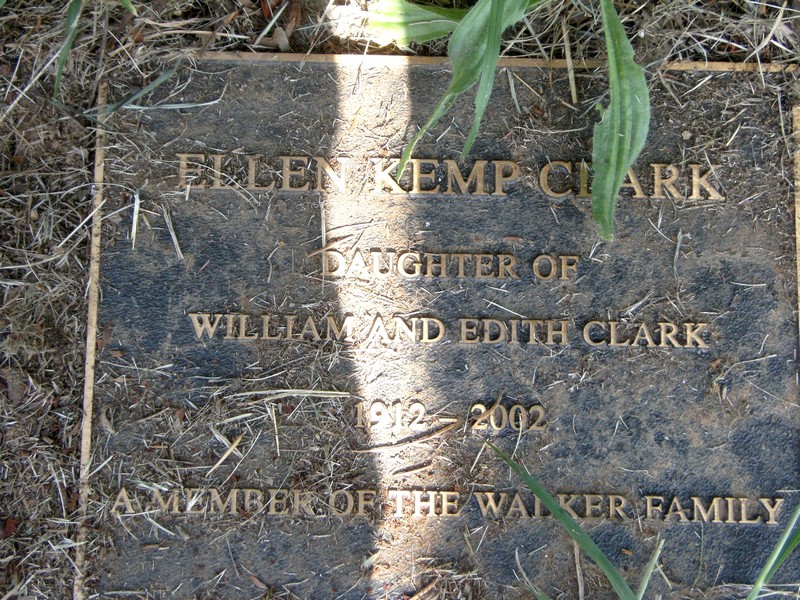 ELLEN KEMP CLARK
DAUGHTER OF
WILLIAM AND EDITH CLARK
1912 - 2002
A MEMBER OF THE WALKER FAMILY